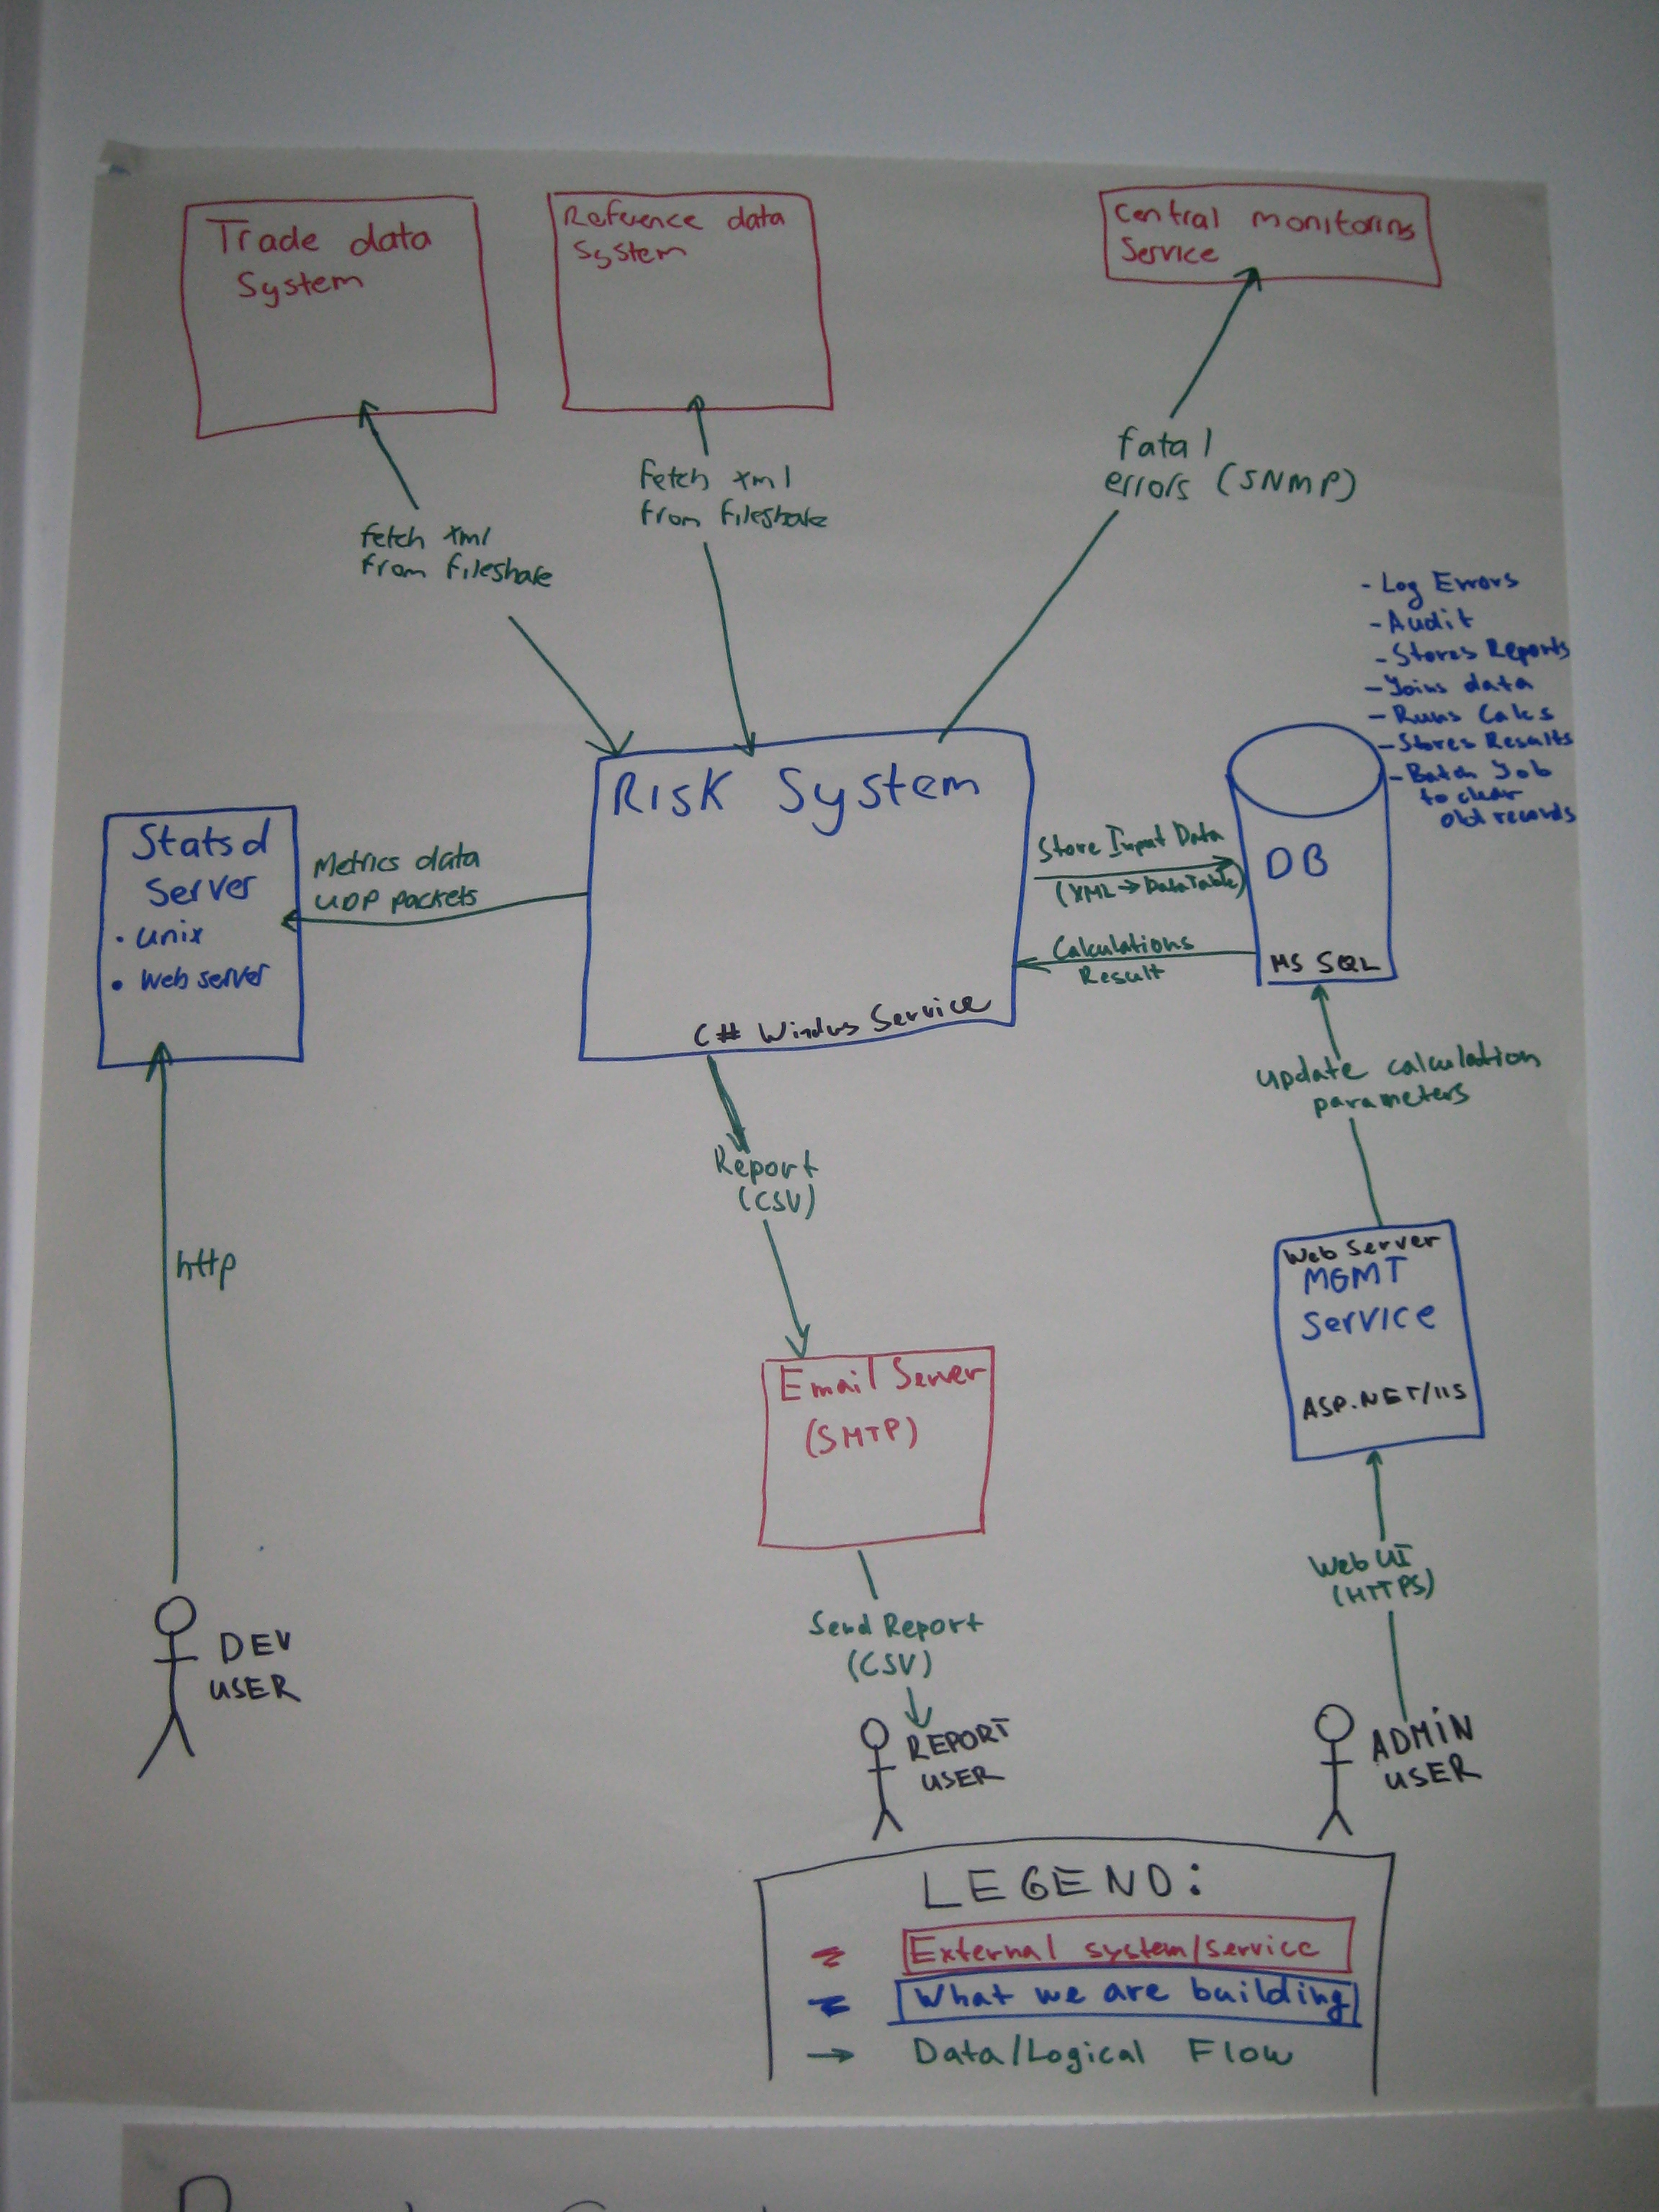 Trade data
System
Reference data
System
Central monitoring
Service
fetch xml
from fileshare
fetch xml
from fileshare
fatal
errors (SNMP)
- Log Errors
- Audit
- Stores Reports
- Joins data
- Runs Calcs
- Stores Results
- Batch Job
to clear
old records
Statsd
Server
• unix
• web server
Metrics data
UDP packets
Risk System
C# Windows Service
Store Input Data
(XML → DataTable)
Calculations
Result
DB
MS SQL
update calculation
parameters
Report
(CSV)
http
Web Server
MGMT
Service
ASP.NET/IIS
Email Server
(SMTP)
Web UI
(HTTPS)
Send Report
(CSV)
DEV
USER
REPORT
USER
ADMIN
USER
LEGEND:
External system/service
What we are building
→ Data/Logical Flow